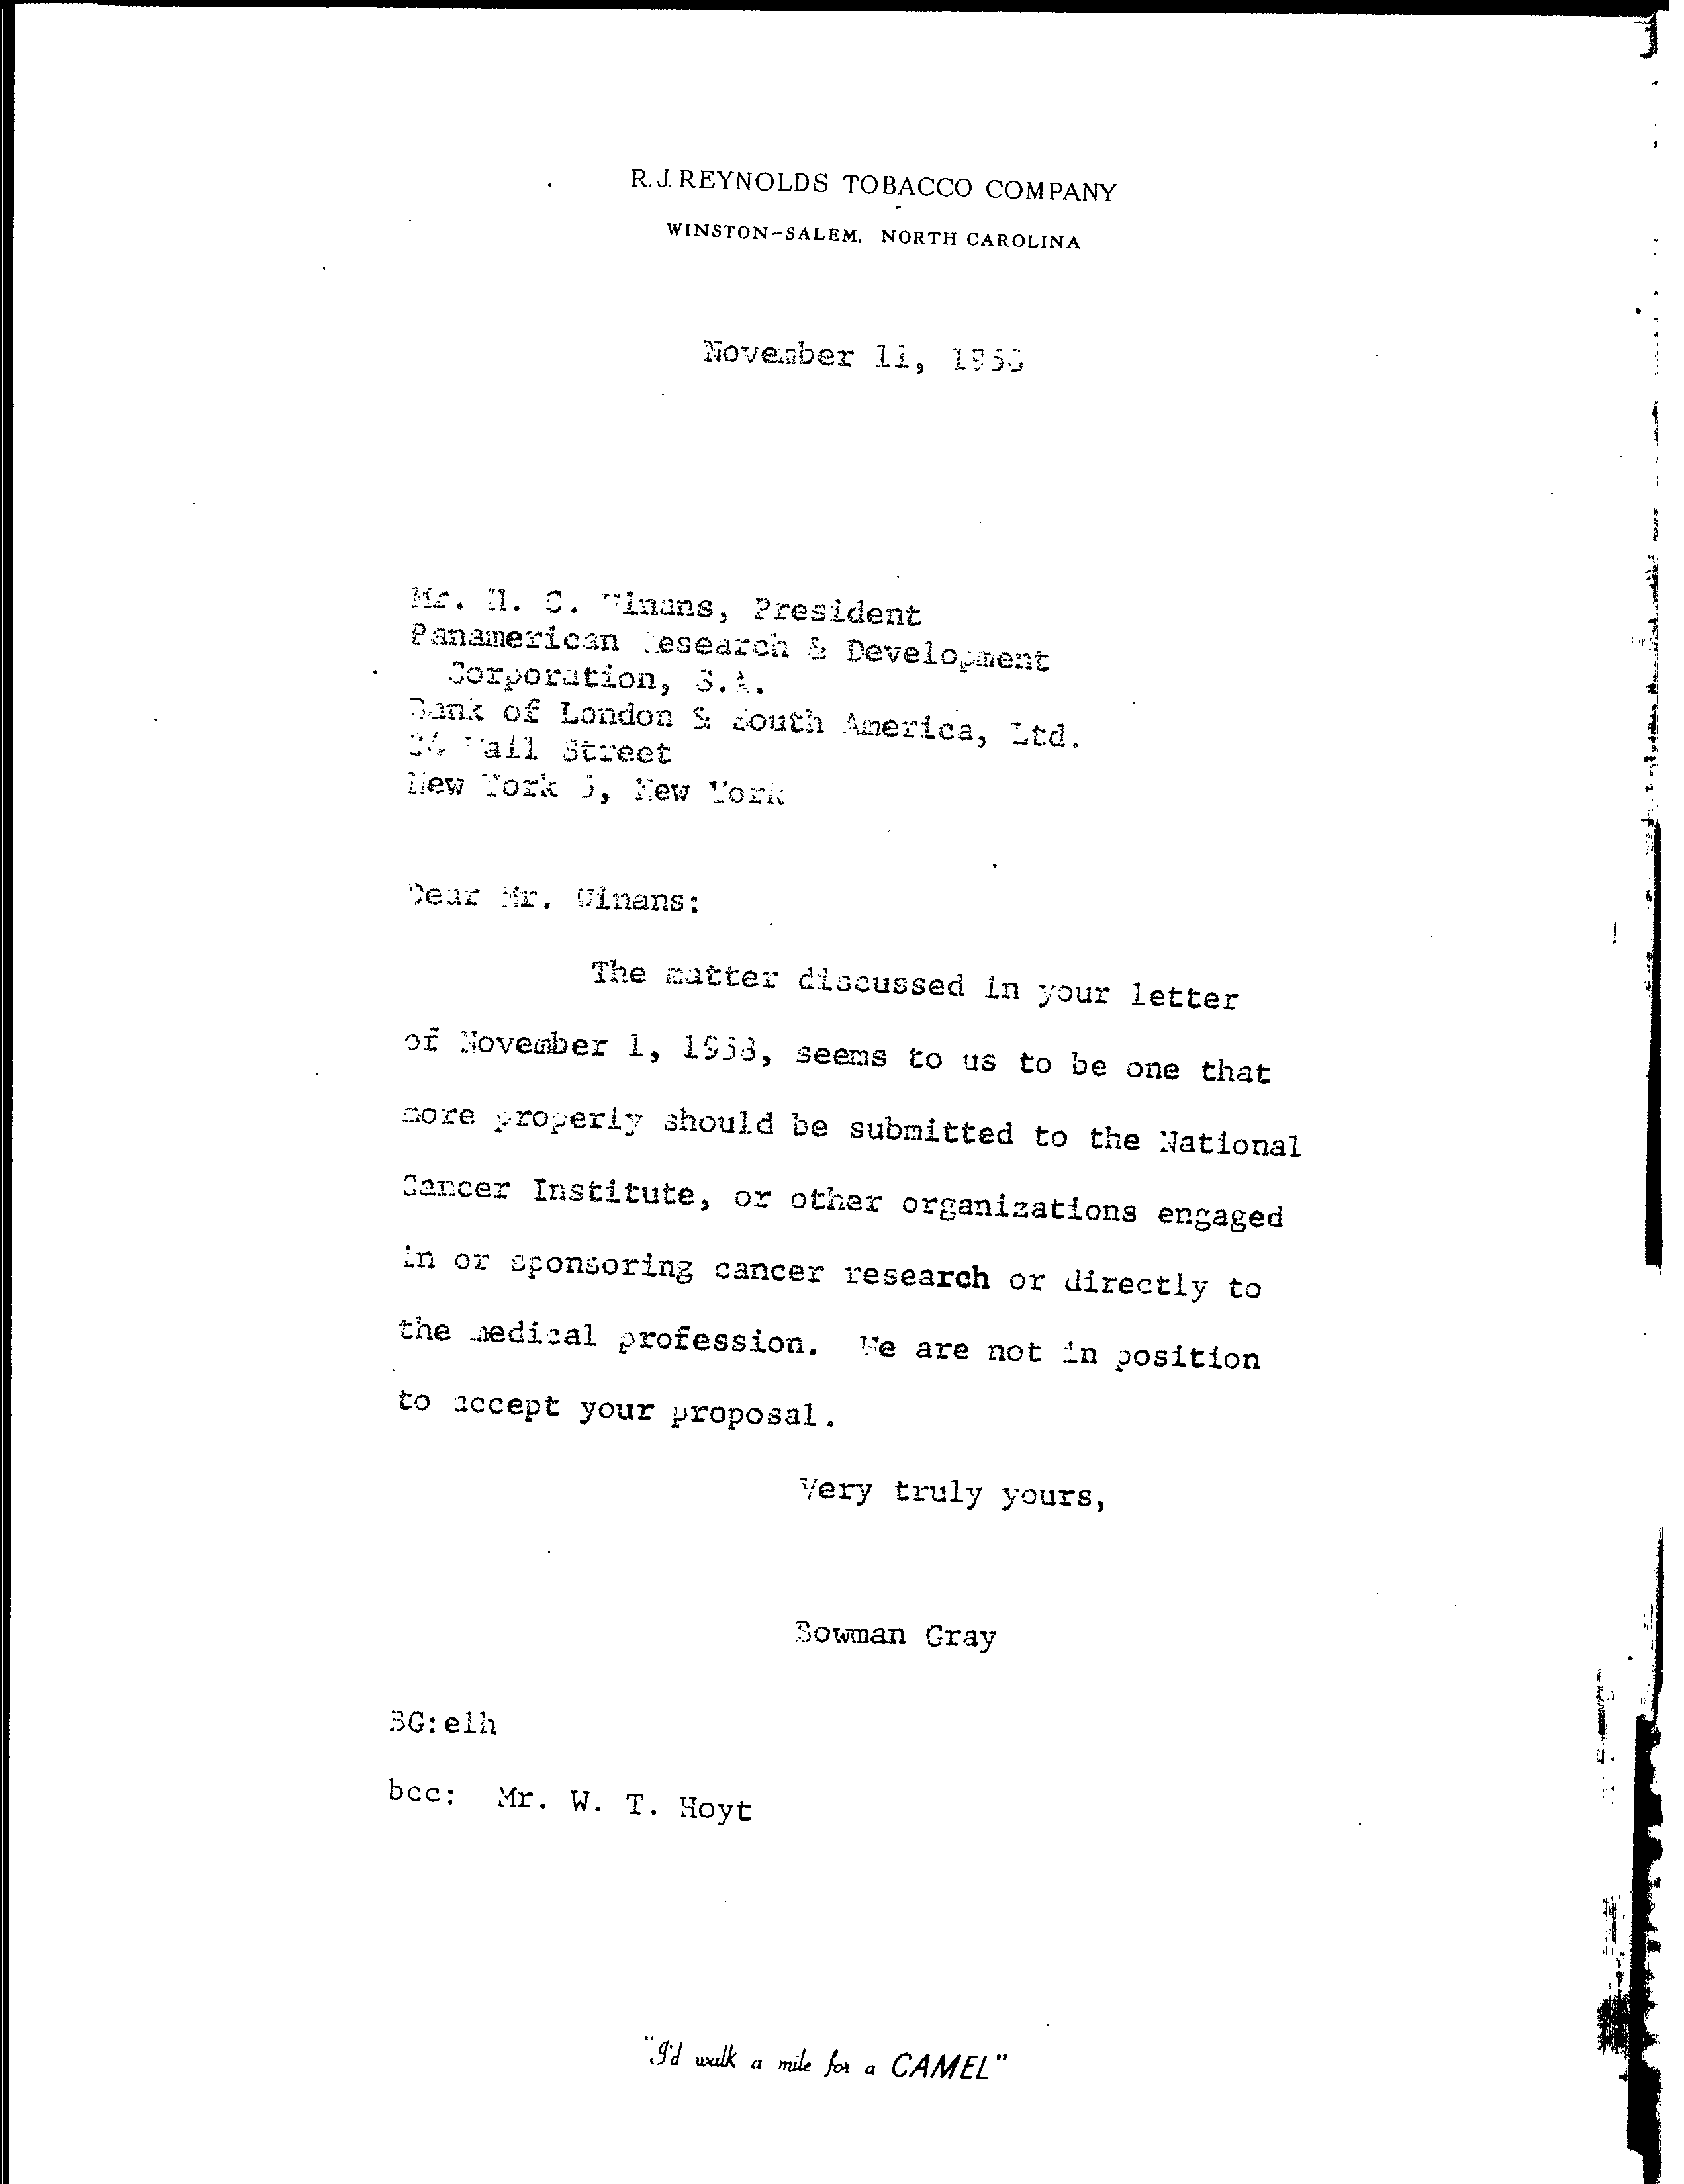 R. J. REYNOLDS TOBACCO COMPANY
WINSTON-SALEM, NORTH CAROLINA
November 11, 1958
Mr. H. C. Winans, President
Panamerican Research & Development
Corporation, S.A.
Bank of London & South America, Ltd.
Wall Street
New York 5, New York
Dear Mr. Winans:
The matter discussed in your letter
of November 1, 1958, seems to us to be one that
more properly should be submitted to the National
Cancer Institute, or other organizations engaged
in or sponsoring cancer research or directly to
the medical profession. We are not in position
to accept your proposal.
Very truly yours,
Bowman Gray
BG:elh
bcc: Mr. W. T. Hoyt
"I'd walk a mile for a CAMEL"